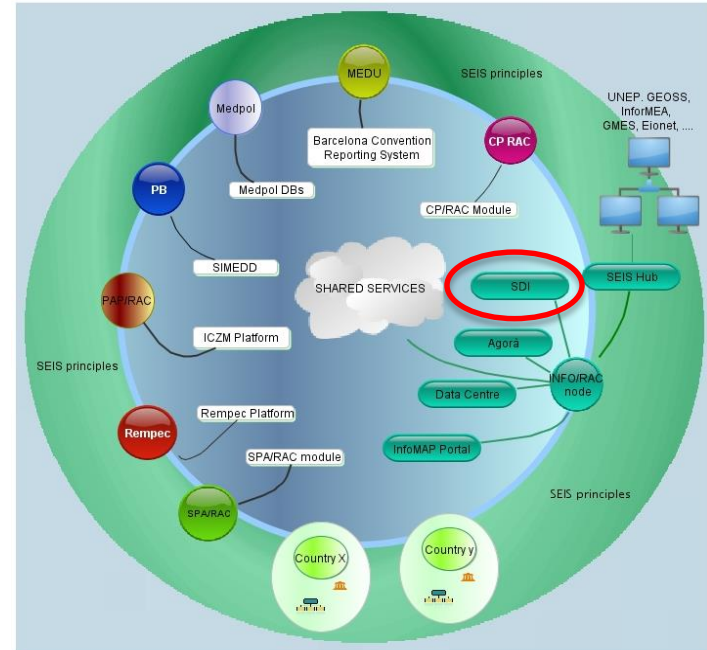 MEDU
SEIS principles
UNEP. GEOSS,
InforMEA,
GMES, Eionet, ....
Medpol
Barcelona Convention
Reporting System
CP RAC
PB
Medpol DBs
CP/RAC Module
SIMEDD
SHARED SERVICES
SDI
SEIS Hub
PAP/RAC
ICZM Platform
Agorà
SEIS principles
Data Centre
INFO/RAC
node
Rempec
Rempec Platform
InfoMAP Portal
SPA/RAC module
SEIS principles
SPA/RAC
Country X
Country y